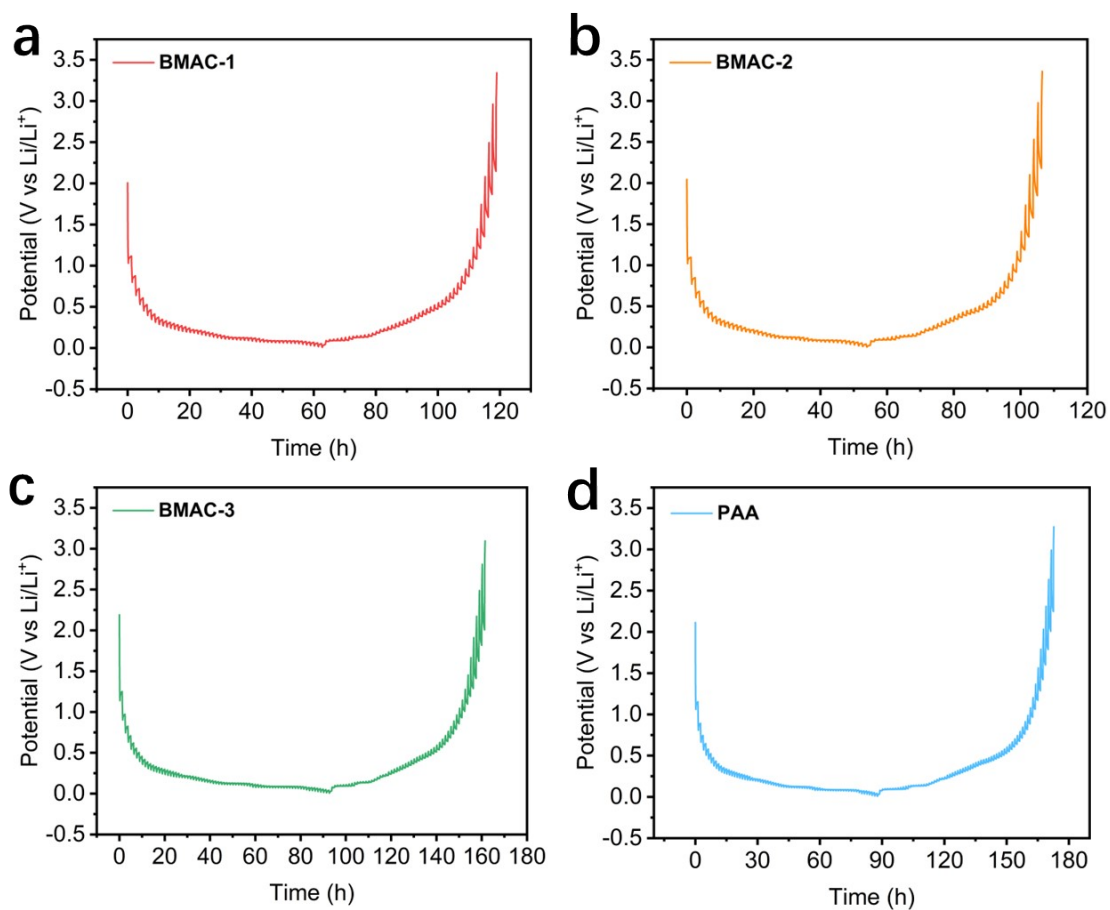 a
BMAC-1
3.5
3.0
2.5
2.0
1.5
1.0
0.5
0.0
-0.5
Potential (V vs Li/Li⁺)
0 20 40 60 80 100 120
Time (h)
b
BMAC-2
3.5
3.0
2.5
2.0
1.5
1.0
0.5
0.0
-0.5
Potential (V vs Li/Li⁺)
0 20 40 60 80 100 120
Time (h)
c
BMAC-3
3.5
3.0
2.5
2.0
1.5
1.0
0.5
0.0
-0.5
Potential (V vs Li/Li⁺)
0 20 40 60 80 100 120 140 160 180
Time (h)
d
PAA
3.5
3.0
2.5
2.0
1.5
1.0
0.5
0.0
-0.5
Potential (V vs Li/Li⁺)
0 30 60 90 120 150 180
Time (h)